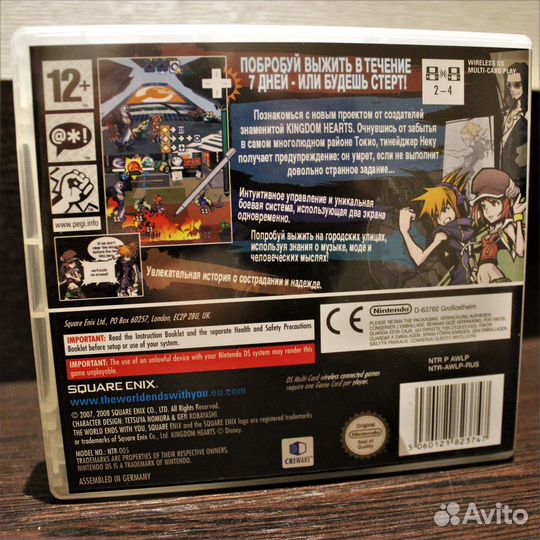 ПОБРОБУЙ ВЫЖИТЬ В ТЕЧЕНИЕ
7 ДНЕЙ - ИЛИ БУДЕШЬ СТЕРТ!
WIRELESS DS
MULTI-CARD PLAY
2-4
12+
www.pegi.info
Познакомься с новым проектом от создателей
знаменитой KINGDOM HEARTS. Очнувшись от забытья
в самом многолюдном районе Токио, тинейджер Неку
получает предупреждение: он умрет, если не выполнит
довольно странное задание...
Интуитивное управление и уникальная
боевая система, использующая два экрана
одновременно.
Попробуй выжить на городских улицах,
используя знания о музыке, моде и
человеческих мыслях!
Увлекательная история о сострадании и надежде.
Square Enix Ltd., PO Box 60257, London, EC2P 2BU, UK.
IMPORTANT: Read the Instruction Booklet and the separate Health and Safety Precautions
Booklet before setup or use of your system.
IMPORTANT: The use of an unlawful device with your Nintendo DS system may render this
game unplayable.
SQUARE ENIX
www.theworldendswithyou.eu.com
DS Multi-Card wireless connected games
require one Game Card per player.
© 2007, 2008 SQUARE ENIX CO., LTD. All Rights Reserved.
CHARACTER DESIGN: TETSUYA NOMURA & GEN KOBAYASHI.
THE WORLD ENDS WITH YOU, SQUARE ENIX and the SQUARE ENIX logo are registered trademarks
or trademarks of Square Enix Co., Ltd. KINGDOM HEARTS © Disney.
MODEL NO.: NTR-005
TRADEMARKS ARE PROPERTY OF THEIR RESPECTIVE OWNERS.
NINTENDO DS IS A TRADEMARK OF NINTENDO.
ASSEMBLED IN GERMANY
CE
Nintendo
D-63760 Großostheim
CRIWARE
Original
Nintendo
Seal of
Quality
NTR P AWLP
NTR-AWLP-RUS
5 060121 823747
Avito